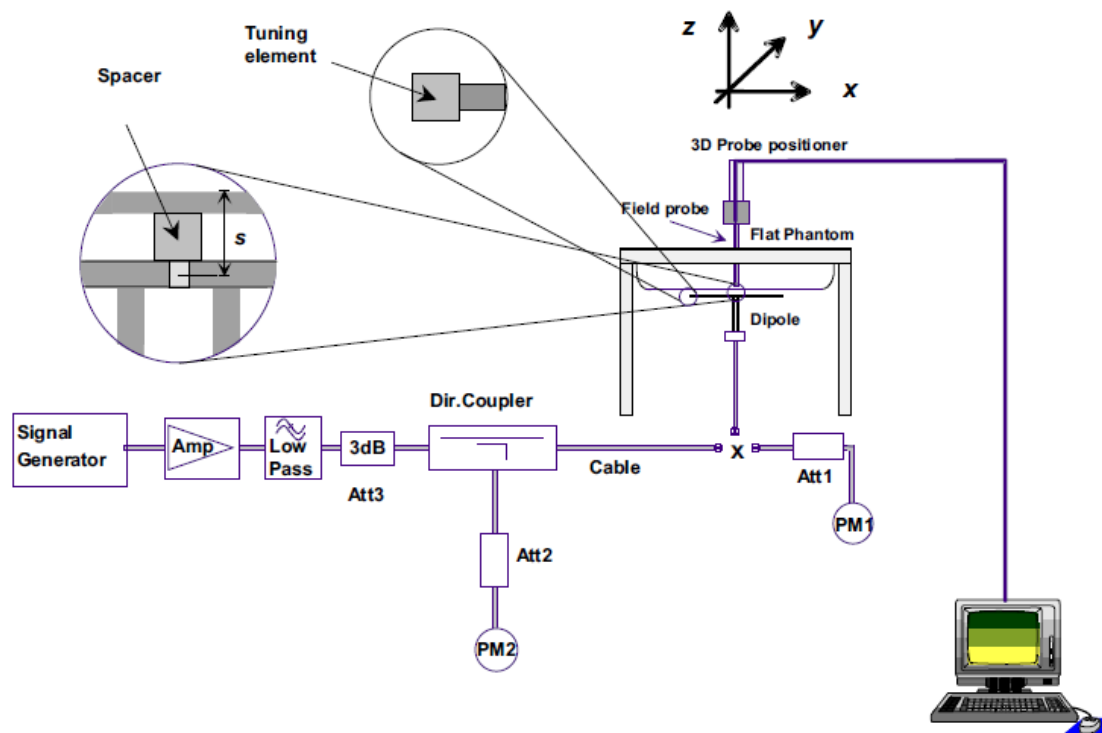 Tuning
element
Spacer
z
y
x
3D Probe positioner
Field probe
Flat Phantom
s
Dipole
Dir.Coupler
Signal
Generator
Amp
Low
Pass
3dB
Att3
Cable
X
Att1
PM1
Att2
PM2